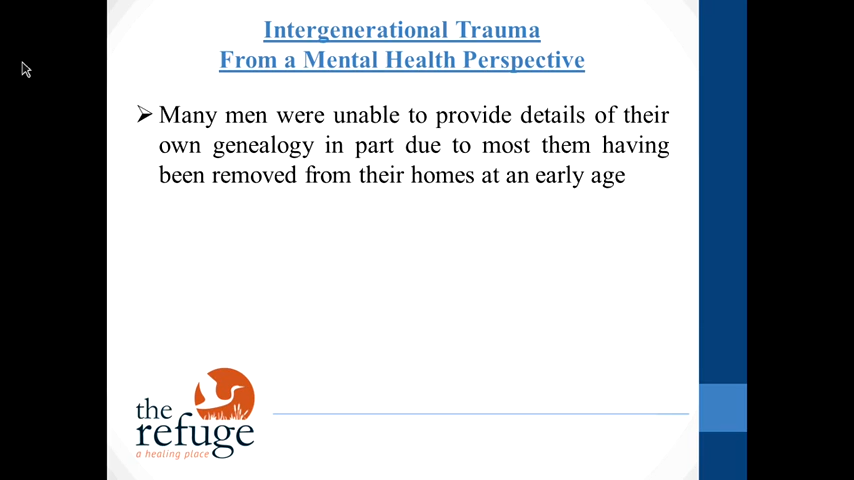 Intergenerational Trauma
From a Mental Health Perspective
➢ Many men were unable to provide details of their
own genealogy in part due to most them having
been removed from their homes at an early age
the
refuge
a healing place